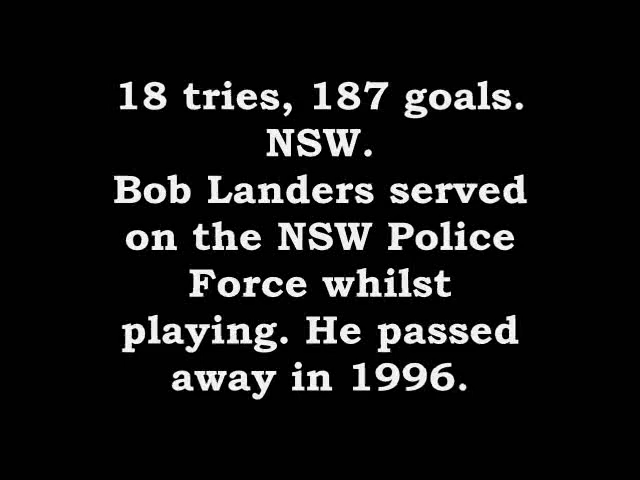 18 tries, 187 goals.
NSW.
Bob Landers served
on the NSW Police
Force whilst
playing. He passed
away in 1996.